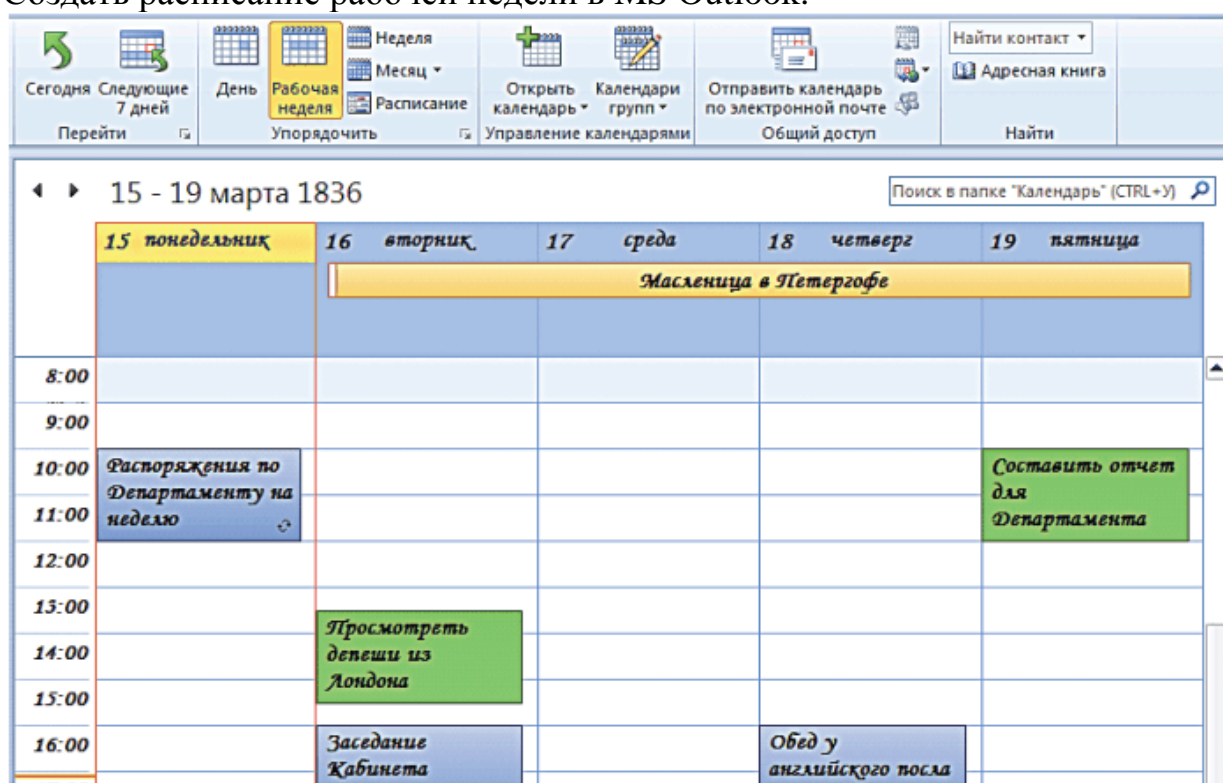 Создать расписание рабочей недели в MS Outlook.
Неделя
Месяц
Найти контакт
Адресная книга
Сегодня Следующие 7 дней
День
Рабочая неделя
Расписание
Открыть календарь
Календари групп
Отправить календарь по электронной почте
Перейти
Упорядочить
Управление календарями
Общий доступ
Найти
15 - 19 марта 1836
Поиск в папке "Календарь" (CTRL+У)
15 понедельник
16 вторник
17 среда
18 четверг
19 пятница
Масленица в Петергофе
8:00
9:00
10:00
11:00
12:00
13:00
14:00
15:00
16:00
Распоряжения по
Департаменту на
неделю
Составить отчет
для
Департамента
Просмотреть
депеши из
Лондона
Заседание
Кабинета
Обед у
английского посла